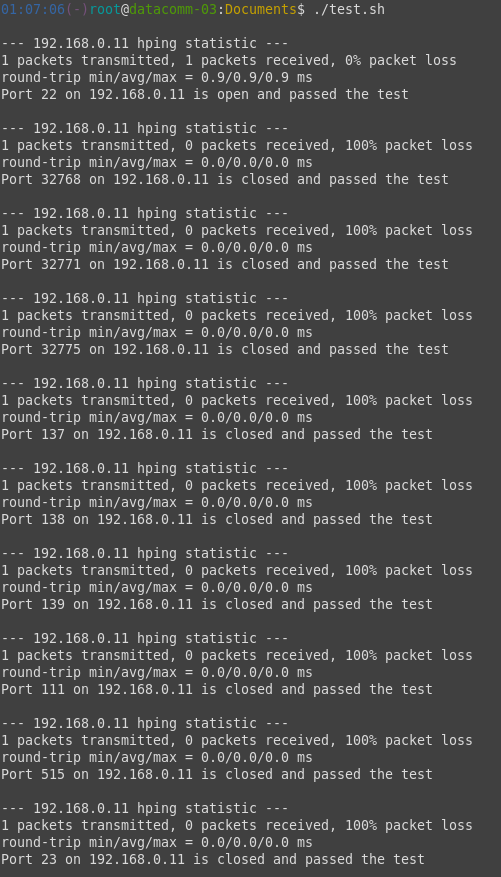 01:07:06(-)root@datacomm-03:Documents$ ./test.sh
--- 192.168.0.11 hping statistic ---
1 packets transmitted, 1 packets received, 0% packet loss
round-trip min/avg/max = 0.9/0.9/0.9 ms
Port 22 on 192.168.0.11 is open and passed the test
--- 192.168.0.11 hping statistic ---
1 packets transmitted, 0 packets received, 100% packet loss
round-trip min/avg/max = 0.0/0.0/0.0 ms
Port 32768 on 192.168.0.11 is closed and passed the test
--- 192.168.0.11 hping statistic ---
1 packets transmitted, 0 packets received, 100% packet loss
round-trip min/avg/max = 0.0/0.0/0.0 ms
Port 32771 on 192.168.0.11 is closed and passed the test
--- 192.168.0.11 hping statistic ---
1 packets transmitted, 0 packets received, 100% packet loss
round-trip min/avg/max = 0.0/0.0/0.0 ms
Port 32775 on 192.168.0.11 is closed and passed the test
--- 192.168.0.11 hping statistic ---
1 packets transmitted, 0 packets received, 100% packet loss
round-trip min/avg/max = 0.0/0.0/0.0 ms
Port 137 on 192.168.0.11 is closed and passed the test
--- 192.168.0.11 hping statistic ---
1 packets transmitted, 0 packets received, 100% packet loss
round-trip min/avg/max = 0.0/0.0/0.0 ms
Port 138 on 192.168.0.11 is closed and passed the test
--- 192.168.0.11 hping statistic ---
1 packets transmitted, 0 packets received, 100% packet loss
round-trip min/avg/max = 0.0/0.0/0.0 ms
Port 139 on 192.168.0.11 is closed and passed the test
--- 192.168.0.11 hping statistic ---
1 packets transmitted, 0 packets received, 100% packet loss
round-trip min/avg/max = 0.0/0.0/0.0 ms
Port 111 on 192.168.0.11 is closed and passed the test
--- 192.168.0.11 hping statistic ---
1 packets transmitted, 0 packets received, 100% packet loss
round-trip min/avg/max = 0.0/0.0/0.0 ms
Port 515 on 192.168.0.11 is closed and passed the test
--- 192.168.0.11 hping statistic ---
1 packets transmitted, 0 packets received, 100% packet loss
round-trip min/avg/max = 0.0/0.0/0.0 ms
Port 23 on 192.168.0.11 is closed and passed the test